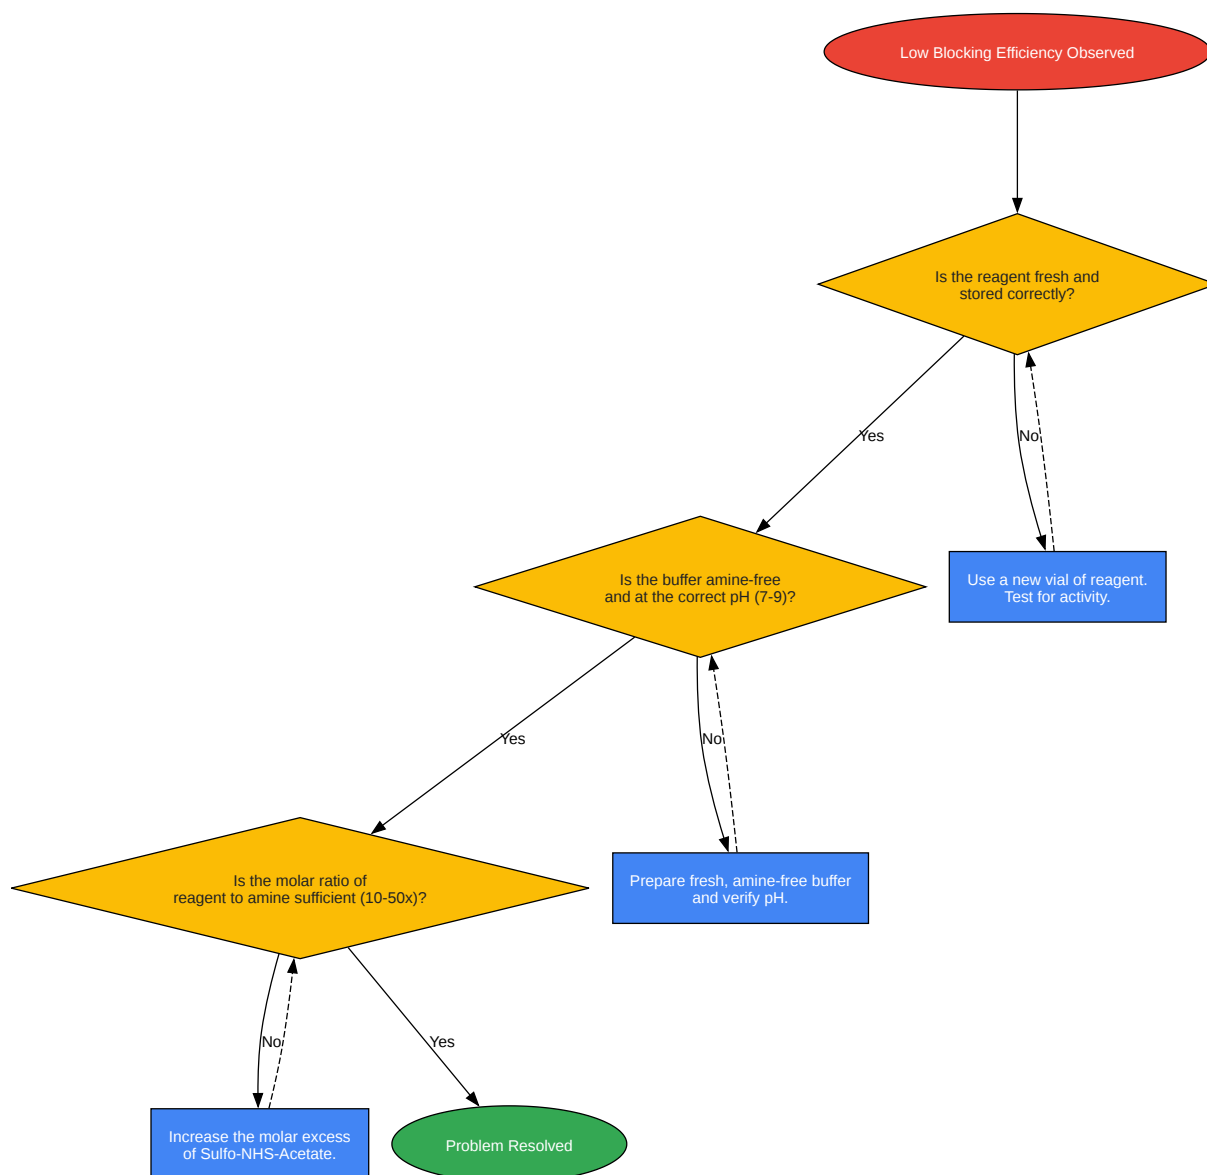 Low Blocking Efficiency Observed
Is the reagent fresh and
stored correctly?
Yes
No
Is the buffer amine-free
and at the correct pH (7-9)?
Use a new vial of reagent.
Test for activity.
Yes
No
Is the molar ratio of
reagent to amine sufficient (10-50x)?
Prepare fresh, amine-free buffer
and verify pH.
No
Yes
Increase the molar excess
of Sulfo-NHS-Acetate.
Problem Resolved